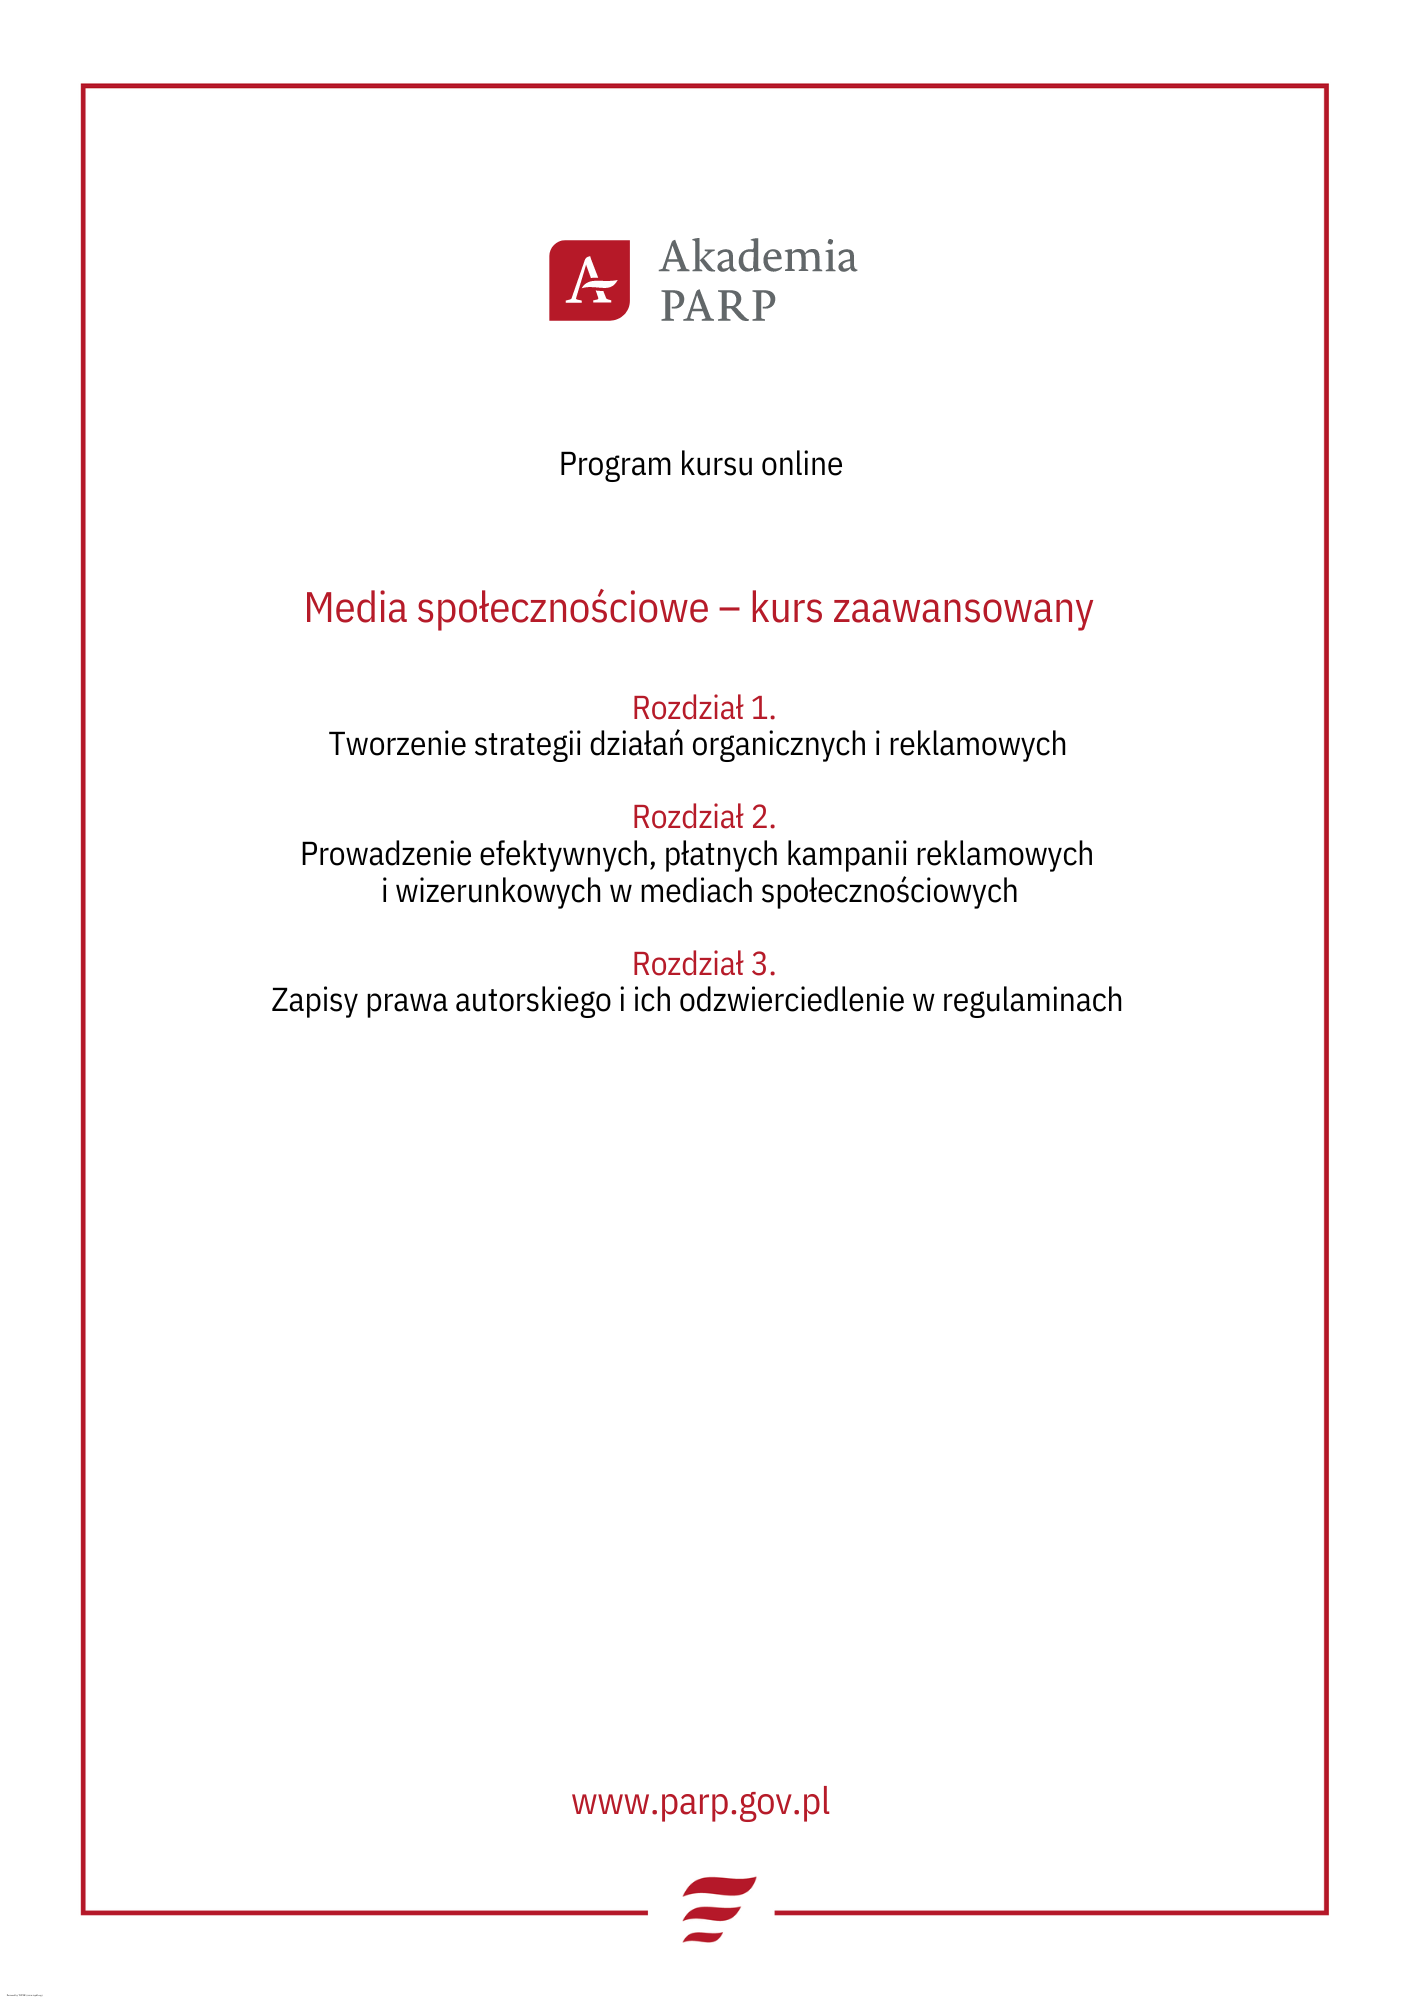 Akademia
PARP
Program kursu online
Media społecznościowe – kurs zaawansowany
Rozdział 1.
Tworzenie strategii działań organicznych i reklamowych
Rozdział 2.
Prowadzenie efektywnych, płatnych kampanii reklamowych
i wizerunkowych w mediach społecznościowych
Rozdział 3.
Zapisy prawa autorskiego i ich odzwierciedlenie w regulaminach
www.parp.gov.pl